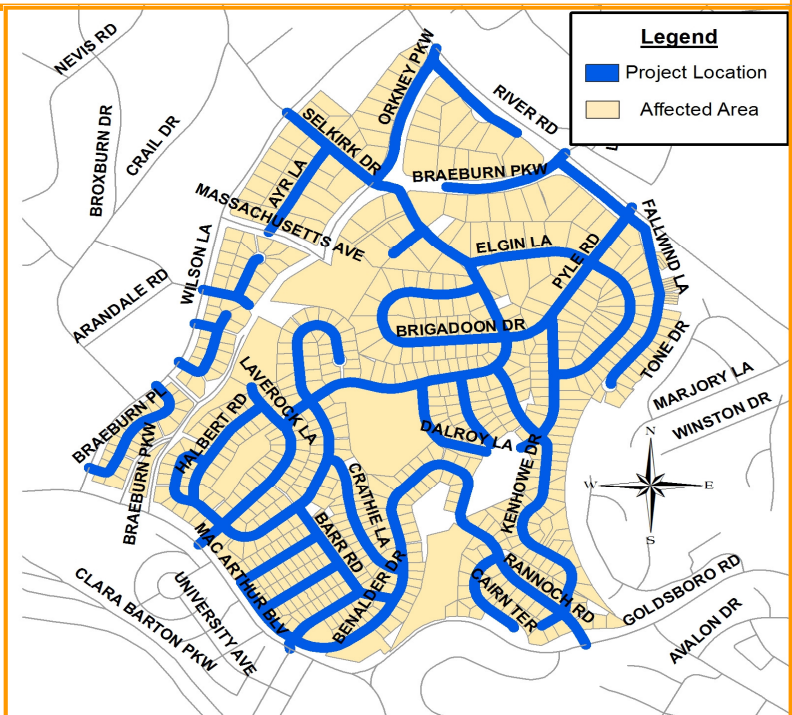 Legend
Project Location
Affected Area
NEVIS RD
ORKNEY PKW
RIVER RD
BROXBURN DR
CRAIL DR
SELKIRK DR
AYR LA
BRAEBURN PKW
MASSACHUSETTS AVE
WILSON LA
ELGIN LA
PYLE RD
FALLWIND LA
ARANDALE RD
BRIGADOON DR
TONE DR
MARJORY LA
WINSTON DR
LAVEROCK LA
HALBERT RD
BRAEBURN PL
BRAEBURN PKW
DALROY LA
KENHOWE DR
CRATHIE LA
BARR RD
MAC ARTHUR BLV
BENALDER DR
RANNOCH RD
CAIRN TER
GOLDSBORO RD
AVALON DR
UNIVERSITY AVE
CLARA BARTON PKW
N
W
E
S